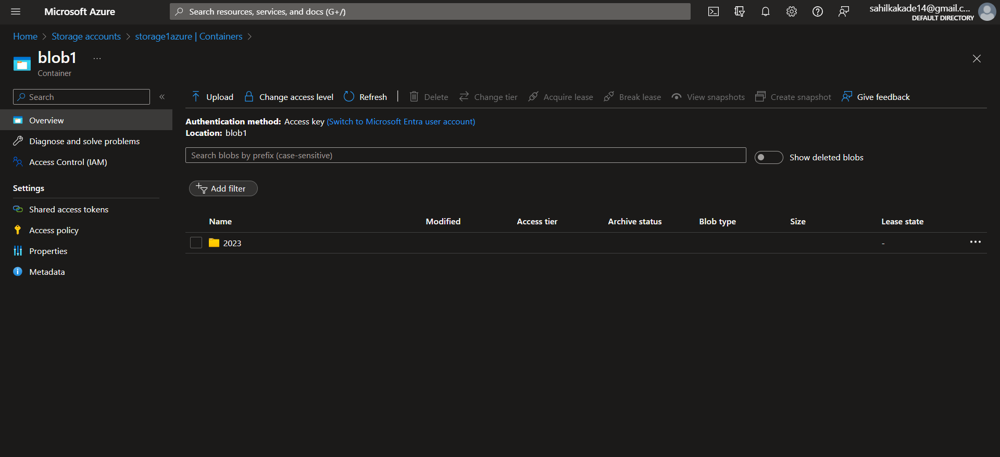 Microsoft Azure
Search resources, services, and docs (G+/)
sahilkakade14@gmail.c...
DEFAULT DIRECTORY
Home > Storage accounts > storage1azure | Containers >
blob1 ...
Container
Search «
Upload Change access level Refresh | Delete Change tier Acquire lease Break lease View snapshots Create snapshot Give feedback
Overview
Diagnose and solve problems
Access Control (IAM)
Settings
Shared access tokens
Access policy
Properties
Metadata
Authentication method: Access key (Switch to Microsoft Entra user account)
Location: blob1
Search blobs by prefix (case-sensitive)
Show deleted blobs
Add filter
Name Modified Access tier Archive status Blob type Size Lease state
2023 - ...